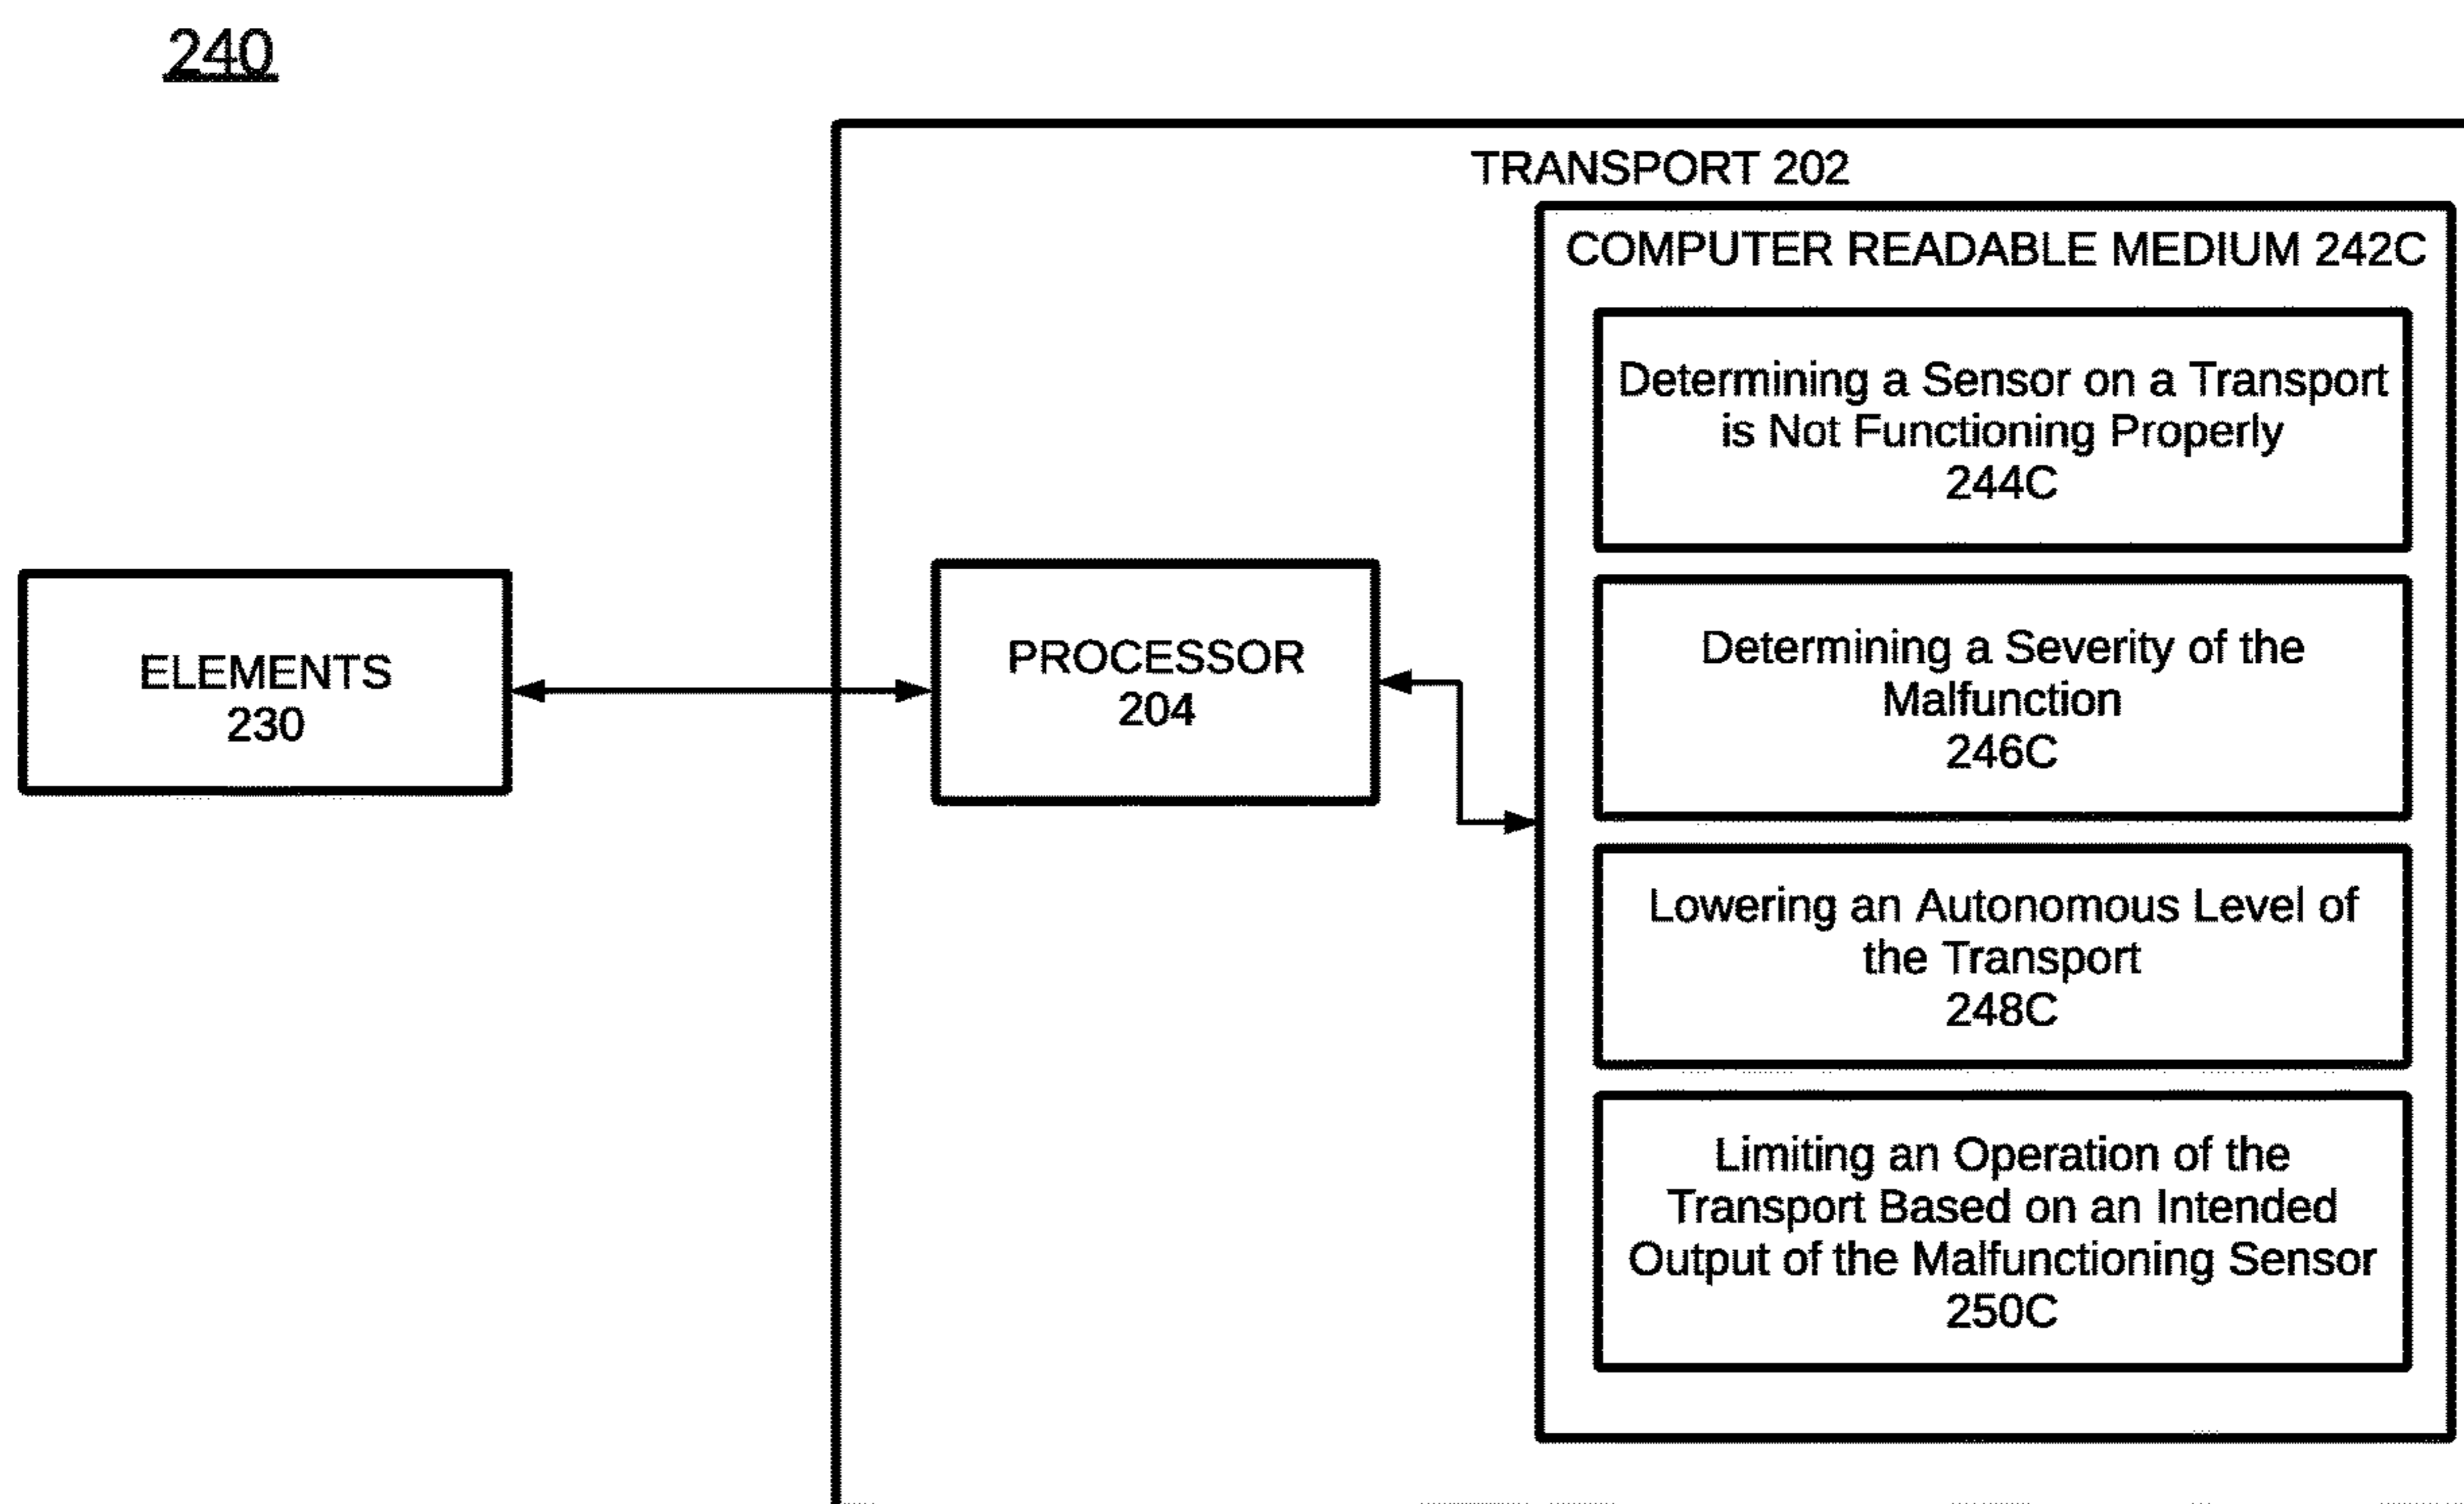 240
TRANSPORT 202
COMPUTER READABLE MEDIUM 242C
Determining a Sensor on a Transport
is Not Functioning Properly
244C
Determining a Severity of the
Malfunction
246C
Lowering an Autonomous Level of
the Transport
248C
Limiting an Operation of the
Transport Based on an Intended
Output of the Malfunctioning Sensor
250C
PROCESSOR
204
ELEMENTS
230